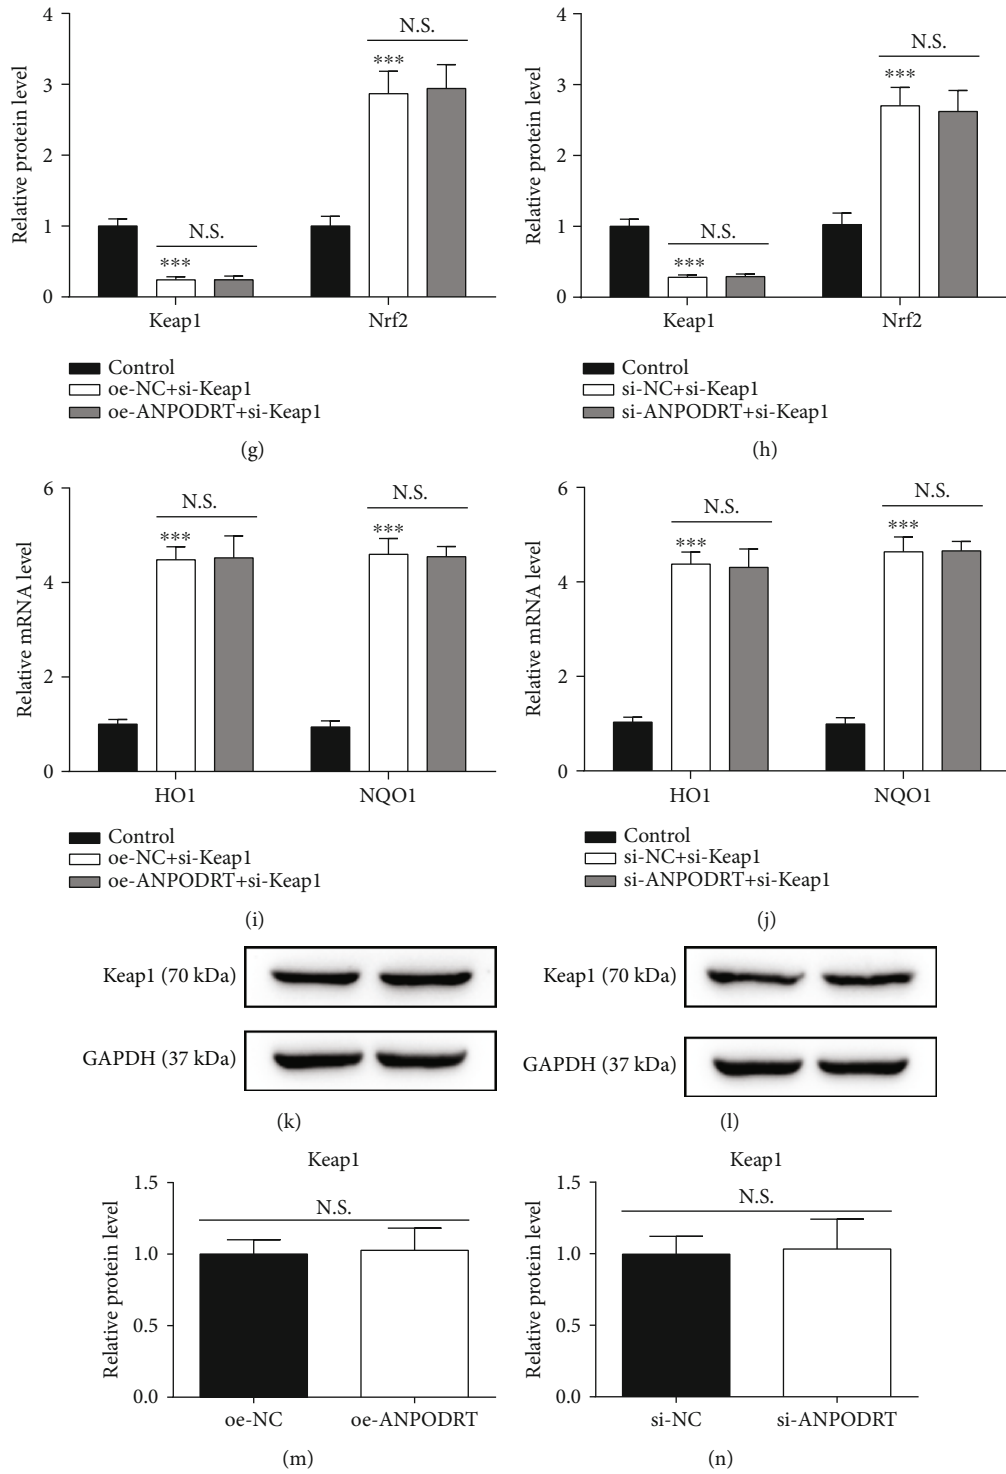 4
3
2
1
0
Relative protein level
***
N.S.
***
N.S.
Keap1
Nrf2
Control
oe-NC+si-Keap1
oe-ANPODRT+si-Keap1
(g)
4
3
2
1
0
Relative protein level
***
N.S.
***
N.S.
Keap1
Nrf2
Control
si-NC+si-Keap1
si-ANPODRT+si-Keap1
(h)
6
4
2
0
Relative mRNA level
***
N.S.
***
N.S.
HO1
NQO1
Control
oe-NC+si-Keap1
oe-ANPODRT+si-Keap1
(i)
6
4
2
0
Relative mRNA level
***
N.S.
***
N.S.
HO1
NQO1
Control
si-NC+si-Keap1
si-ANPODRT+si-Keap1
(j)
Keap1 (70 kDa)
GAPDH (37 kDa)
(k)
Keap1 (70 kDa)
GAPDH (37 kDa)
(l)
Keap1
1.5
1.0
0.5
0.0
Relative protein level
N.S.
oe-NC
oe-ANPODRT
(m)
Keap1
1.5
1.0
0.5
0.0
Relative protein level
N.S.
si-NC
si-ANPODRT
(n)